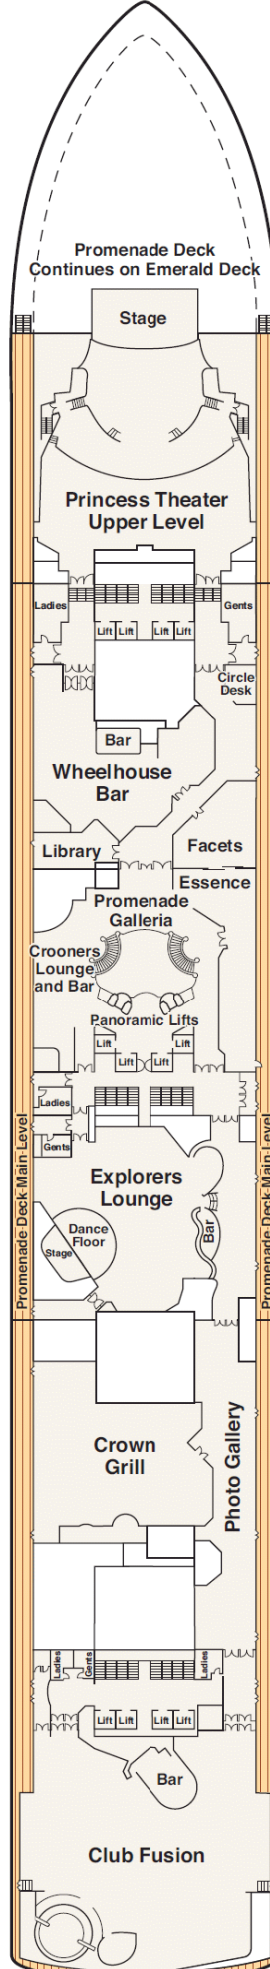 Promenade Deck
Continues on Emerald Deck
Stage
Princess Theater
Upper Level
Ladies
Gents
Lift
Lift
Lift
Lift
Circle
Desk
Bar
Wheelhouse
Bar
Library
Facets
Essence
Promenade
Galleria
Crooners
Lounge
and Bar
Panoramic Lifts
Lift
Lift
Lift
Lift
Ladies
Gents
Explorers
Lounge
Dance
Floor
Stage
Bar
Promenade Deck Main Level
Promenade Deck Main Level
Crown
Grill
Photo Gallery
Ladies
Gents
Ladies
Lift
Lift
Lift
Lift
Bar
Club Fusion